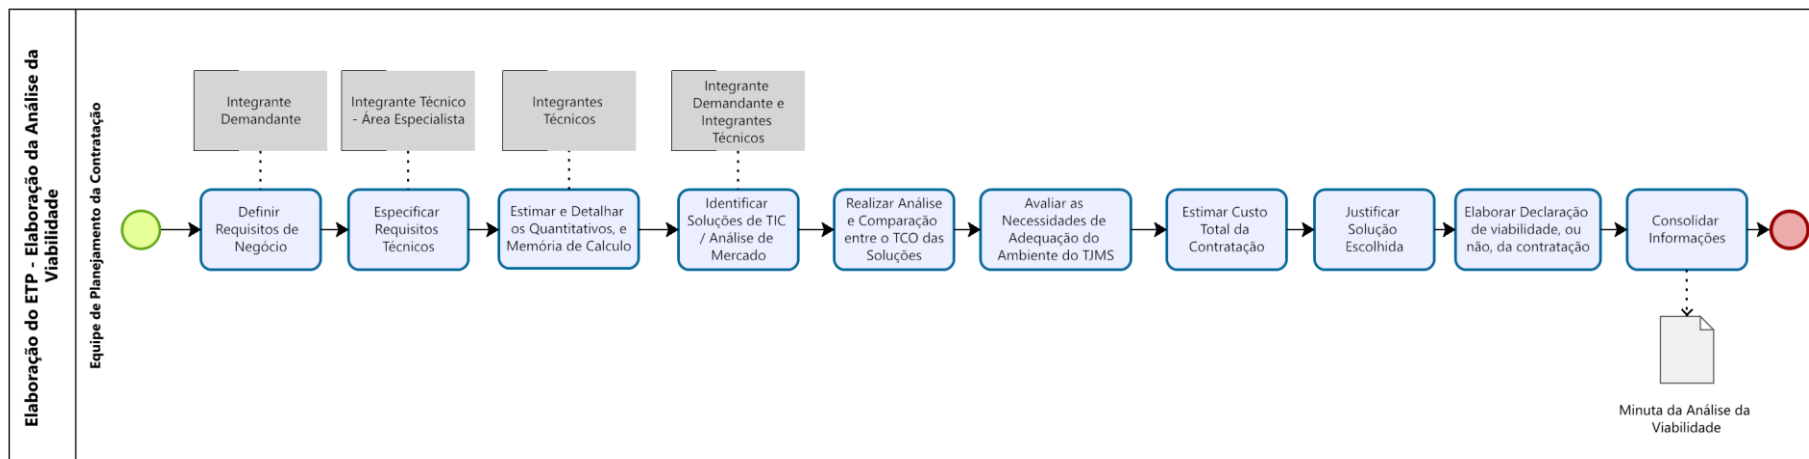 Elaboração do ETP - Elaboração da Análise da
Viabilidade
Equipe de Planejamento da Contratação
Integrante
Demandante
Integrante Técnico
- Área Especialista
Integrantes
Técnicos
Integrante
Demandante e
Integrantes
Técnicos
Definir
Requisitos de
Negócio
Especificar
Requisitos
Técnicos
Estimar e Detalhar
os Quantitativos, e
Memória de Calculo
Identificar
Soluções de TIC
/ Análise de
Mercado
Realizar Análise
e Comparação
entre o TCO das
Soluções
Avaliar as
Necessidades de
Adequação do
Ambiente do TJMS
Estimar Custo
Total da
Contratação
Justificar
Solução
Escolhida
Elaborar Declaração
de viabilidade, ou
não, da contratação
Consolidar
Informações
Minuta da Análise da
Viabilidade